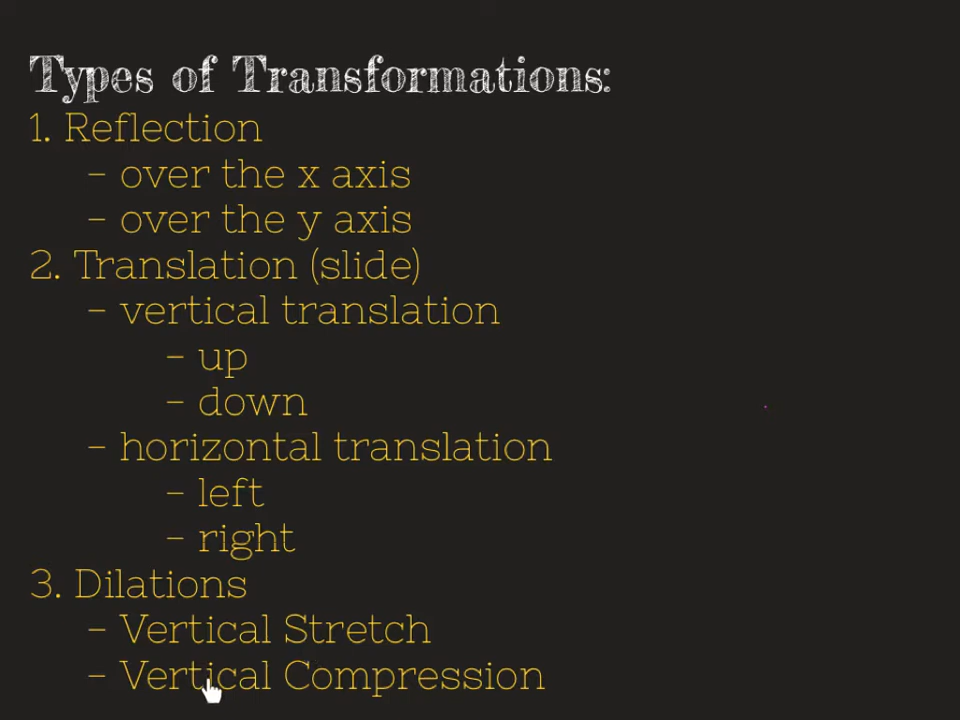 Types of Transformations:
1. Reflection
- over the x axis
- over the y axis
2. Translation (slide)
- vertical translation
- up
- down
- horizontal translation
- left
- right
3. Dilations
- Vertical Stretch
- Vertical Compression